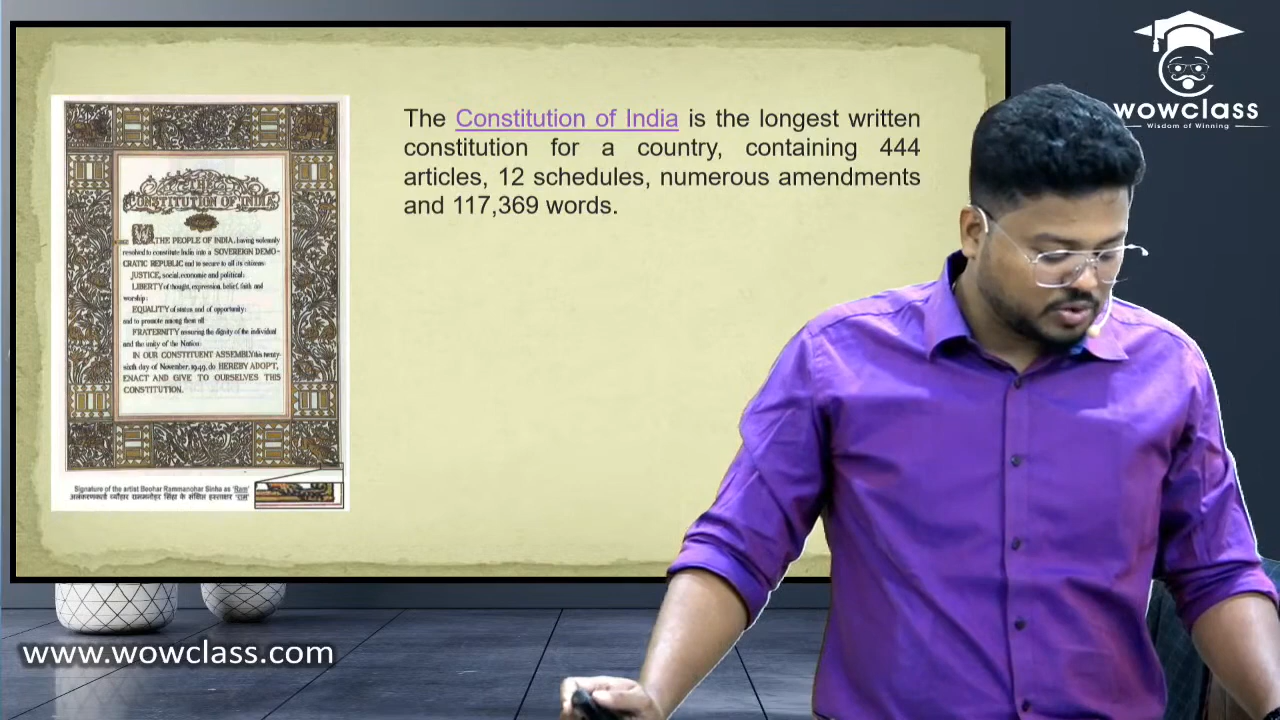 THE
CONSTITUTION OF INDIA
WE, THE PEOPLE OF INDIA, having solemnly
resolved to constitute India into a SOVEREIGN DEMO-
CRATIC REPUBLIC and to secure to all its citizens:
JUSTICE, social, economic and political;
LIBERTY of thought, expression, belief, faith and
worship;
EQUALITY of status and of opportunity;
and to promote among them all
FRATERNITY assuring the dignity of the individual
and the unity of the Nation;
IN OUR CONSTITUENT ASSEMBLY this twenty-
sixth day of November, 1949, do HEREBY ADOPT,
ENACT AND GIVE TO OURSELVES THIS
CONSTITUTION.
Signature of the artist Beohar Rammanohar Sinha as 'Ram'
अलंकरणकर्ता ब्यौहार राममनोहर सिंहा के संक्षिप्त हस्ताक्षर 'राम'
The Constitution of India is the longest written
constitution for a country, containing 444
articles, 12 schedules, numerous amendments
and 117,369 words.
wowclass
Wisdom of Winning
www.wowclass.com